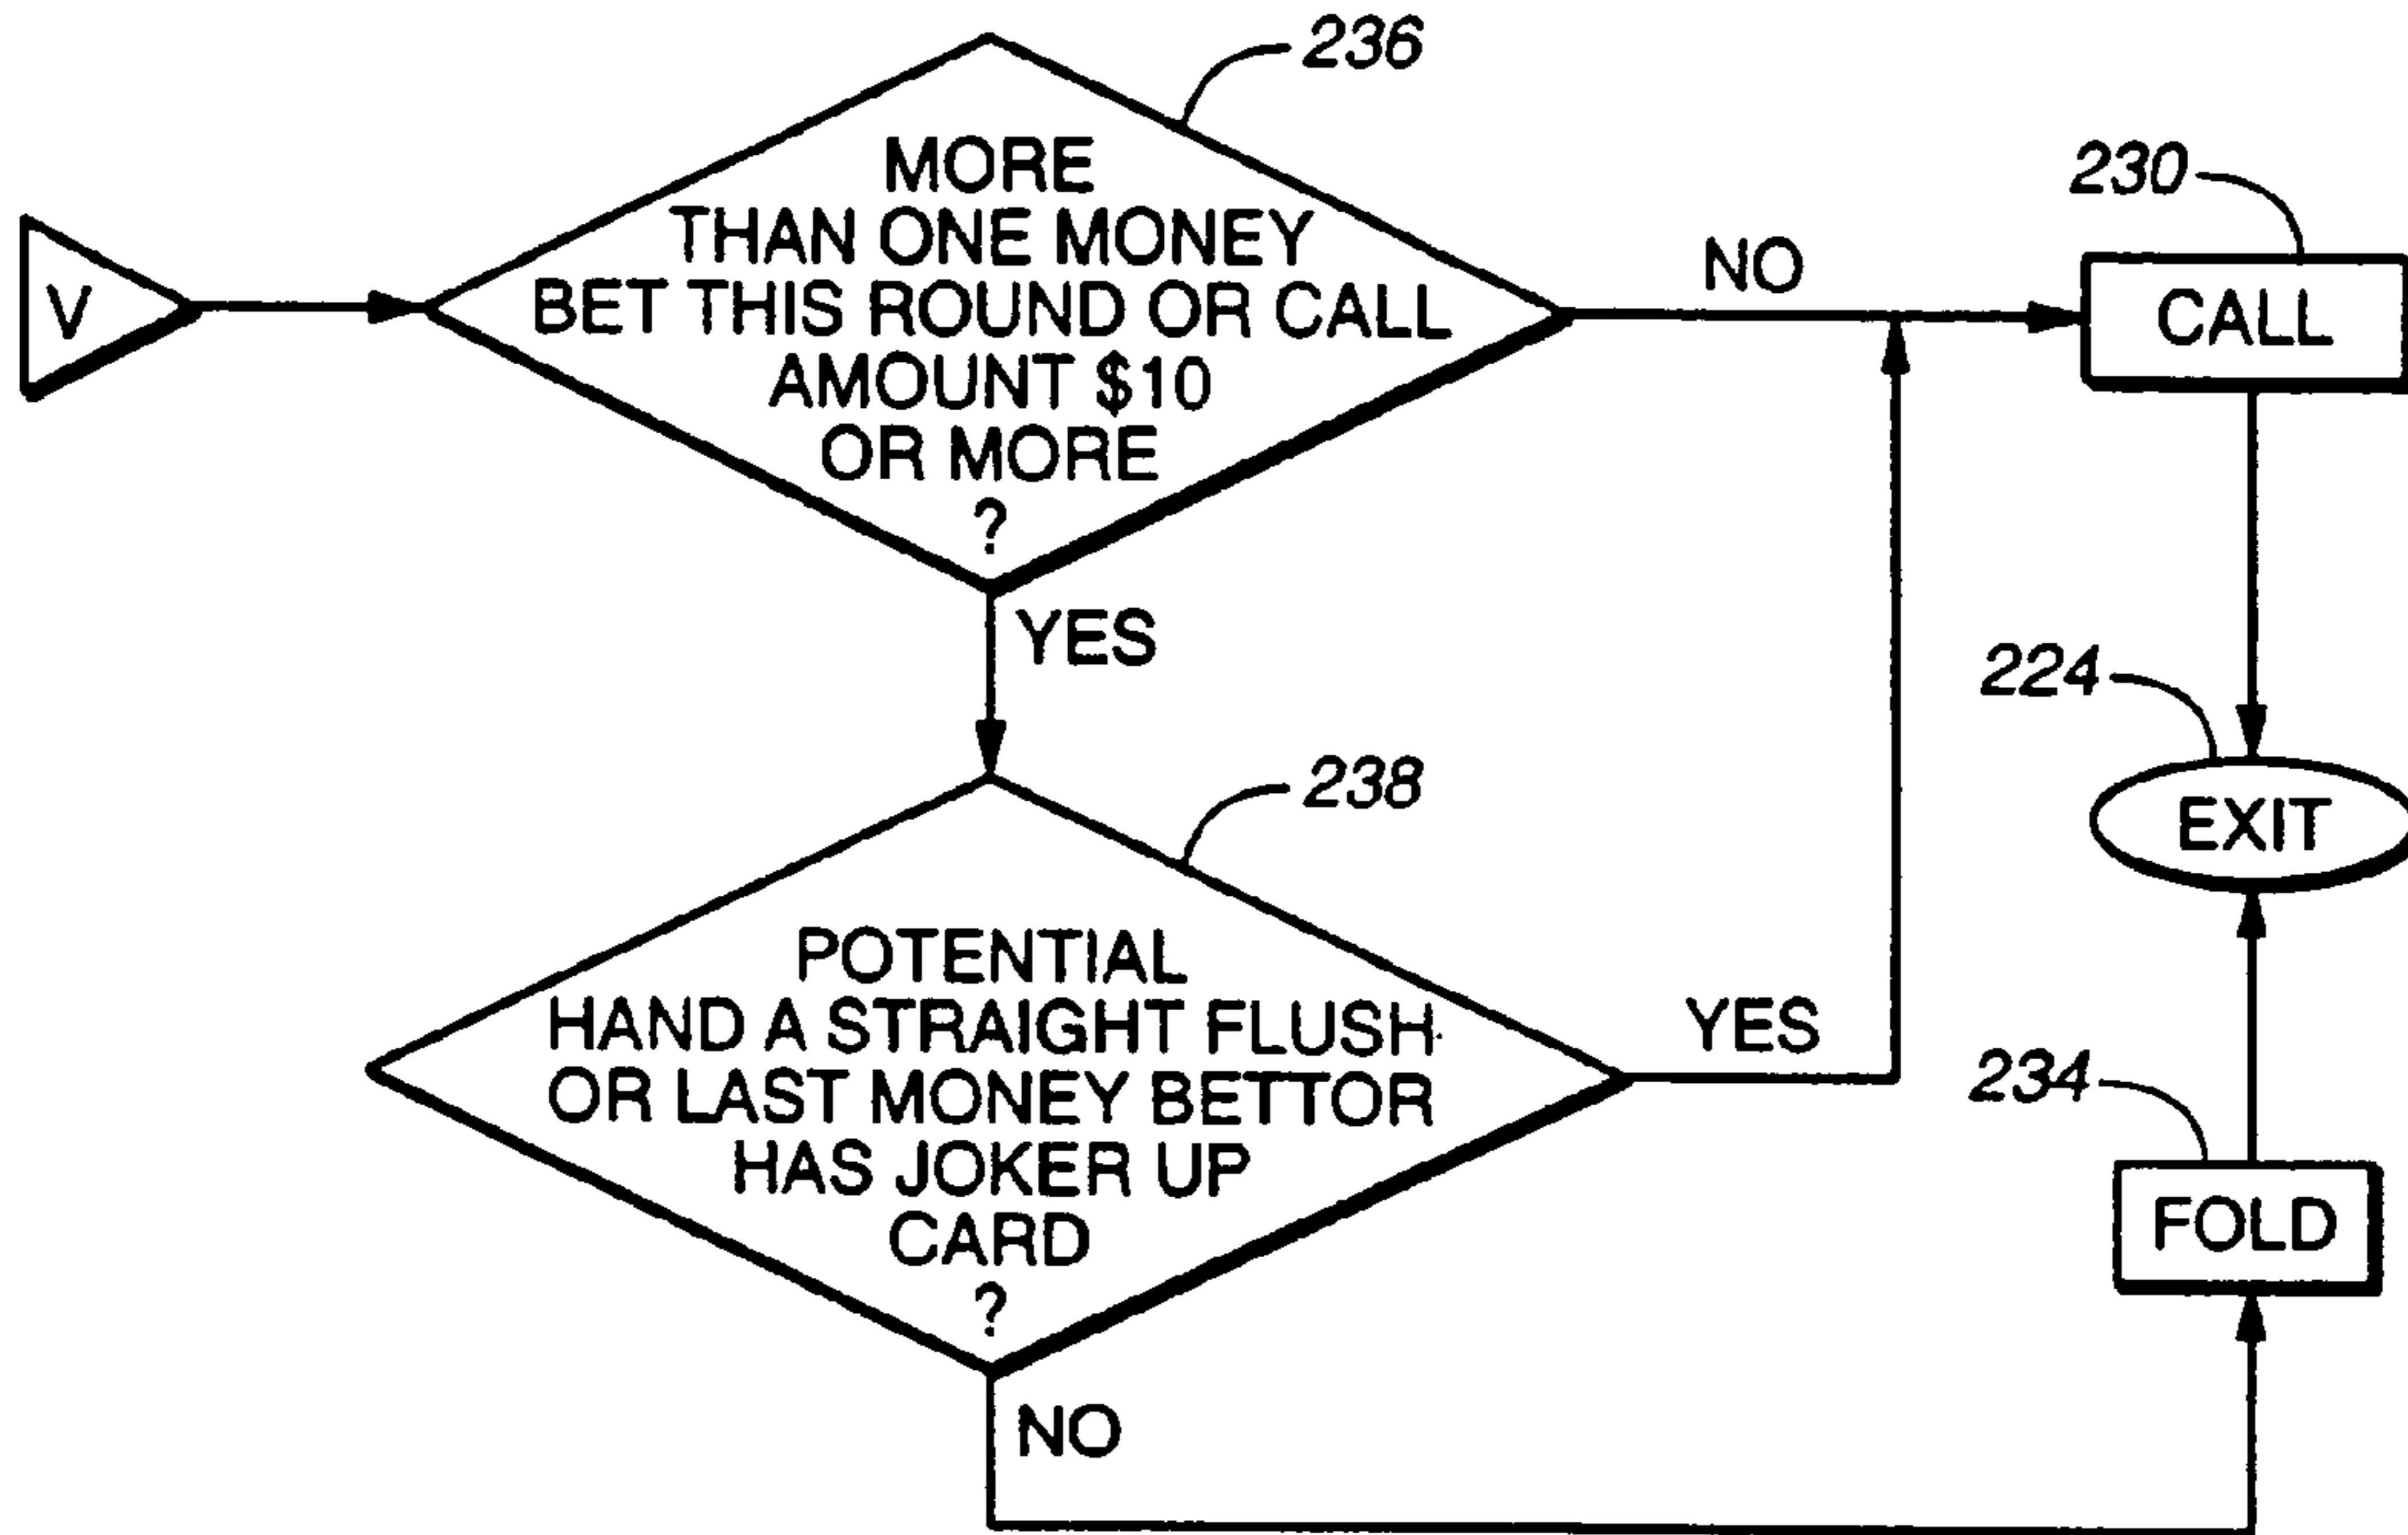 236
MORE
THAN ONE MONEY
BET THIS ROUND OR CALL
AMOUNT $10
OR MORE
?
V
NO
230
CALL
YES
224
EXIT
238
POTENTIAL
HAND A STRAIGHT FLUSH
OR LAST MONEY BETTOR
HAS JOKER UP
CARD
?
YES
234
FOLD
NO